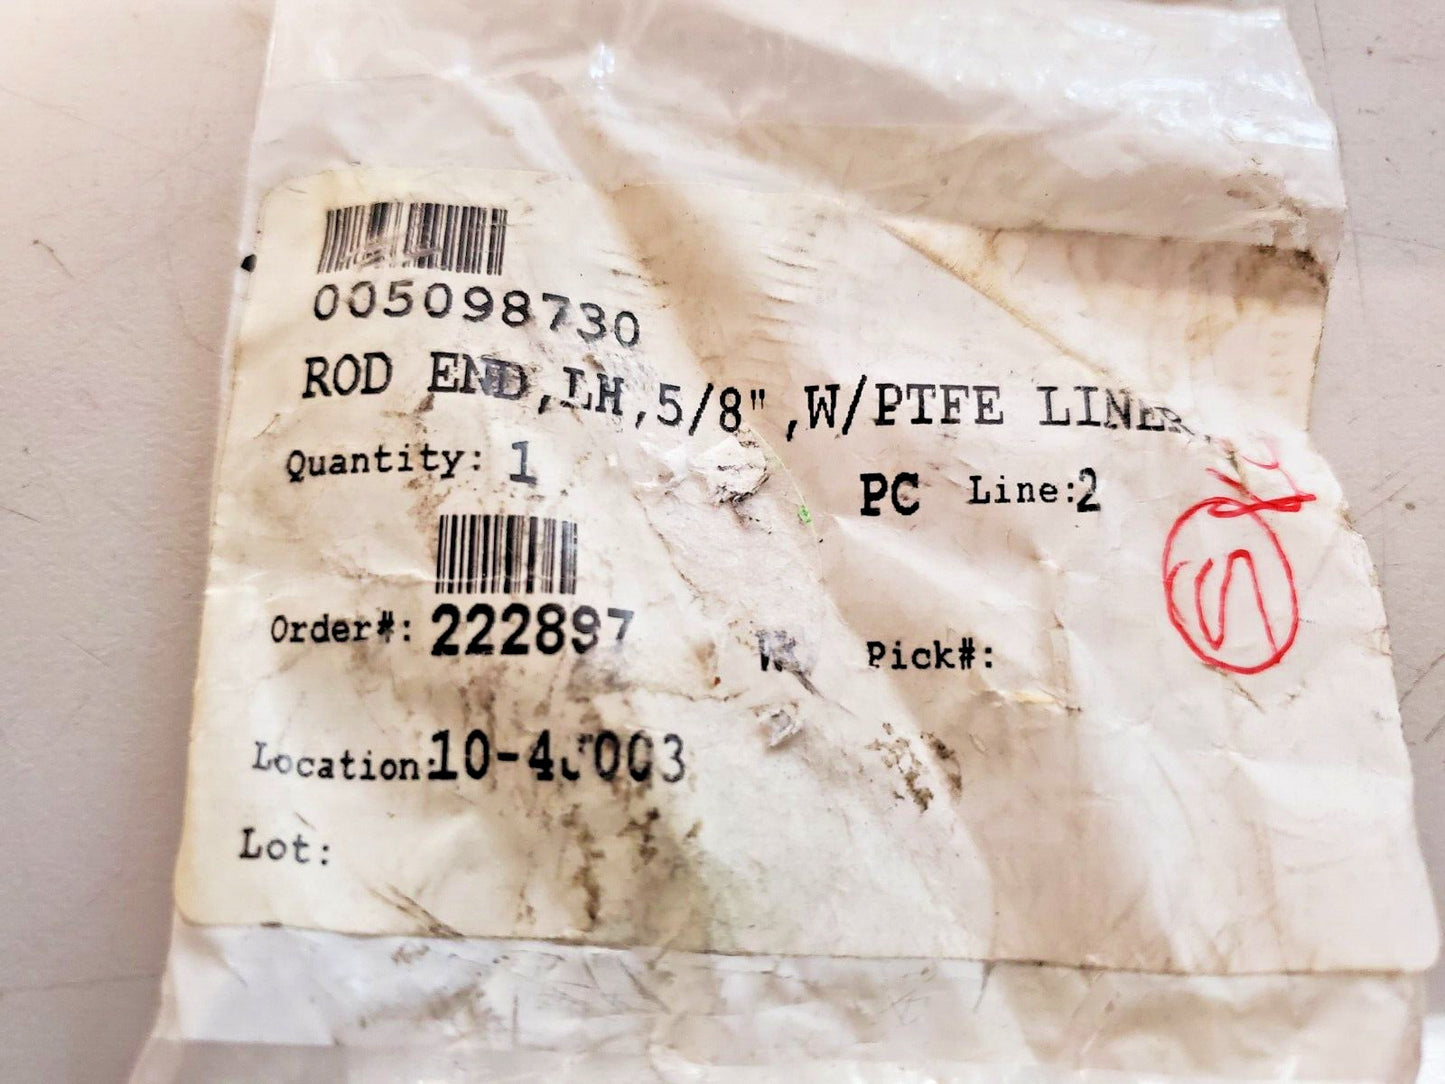 005098730
ROD END,LH,5/8",W/PTFE LINER
Quantity: 1 PC Line:2
Order#: 222897 Pick#:
Location:
Lot: